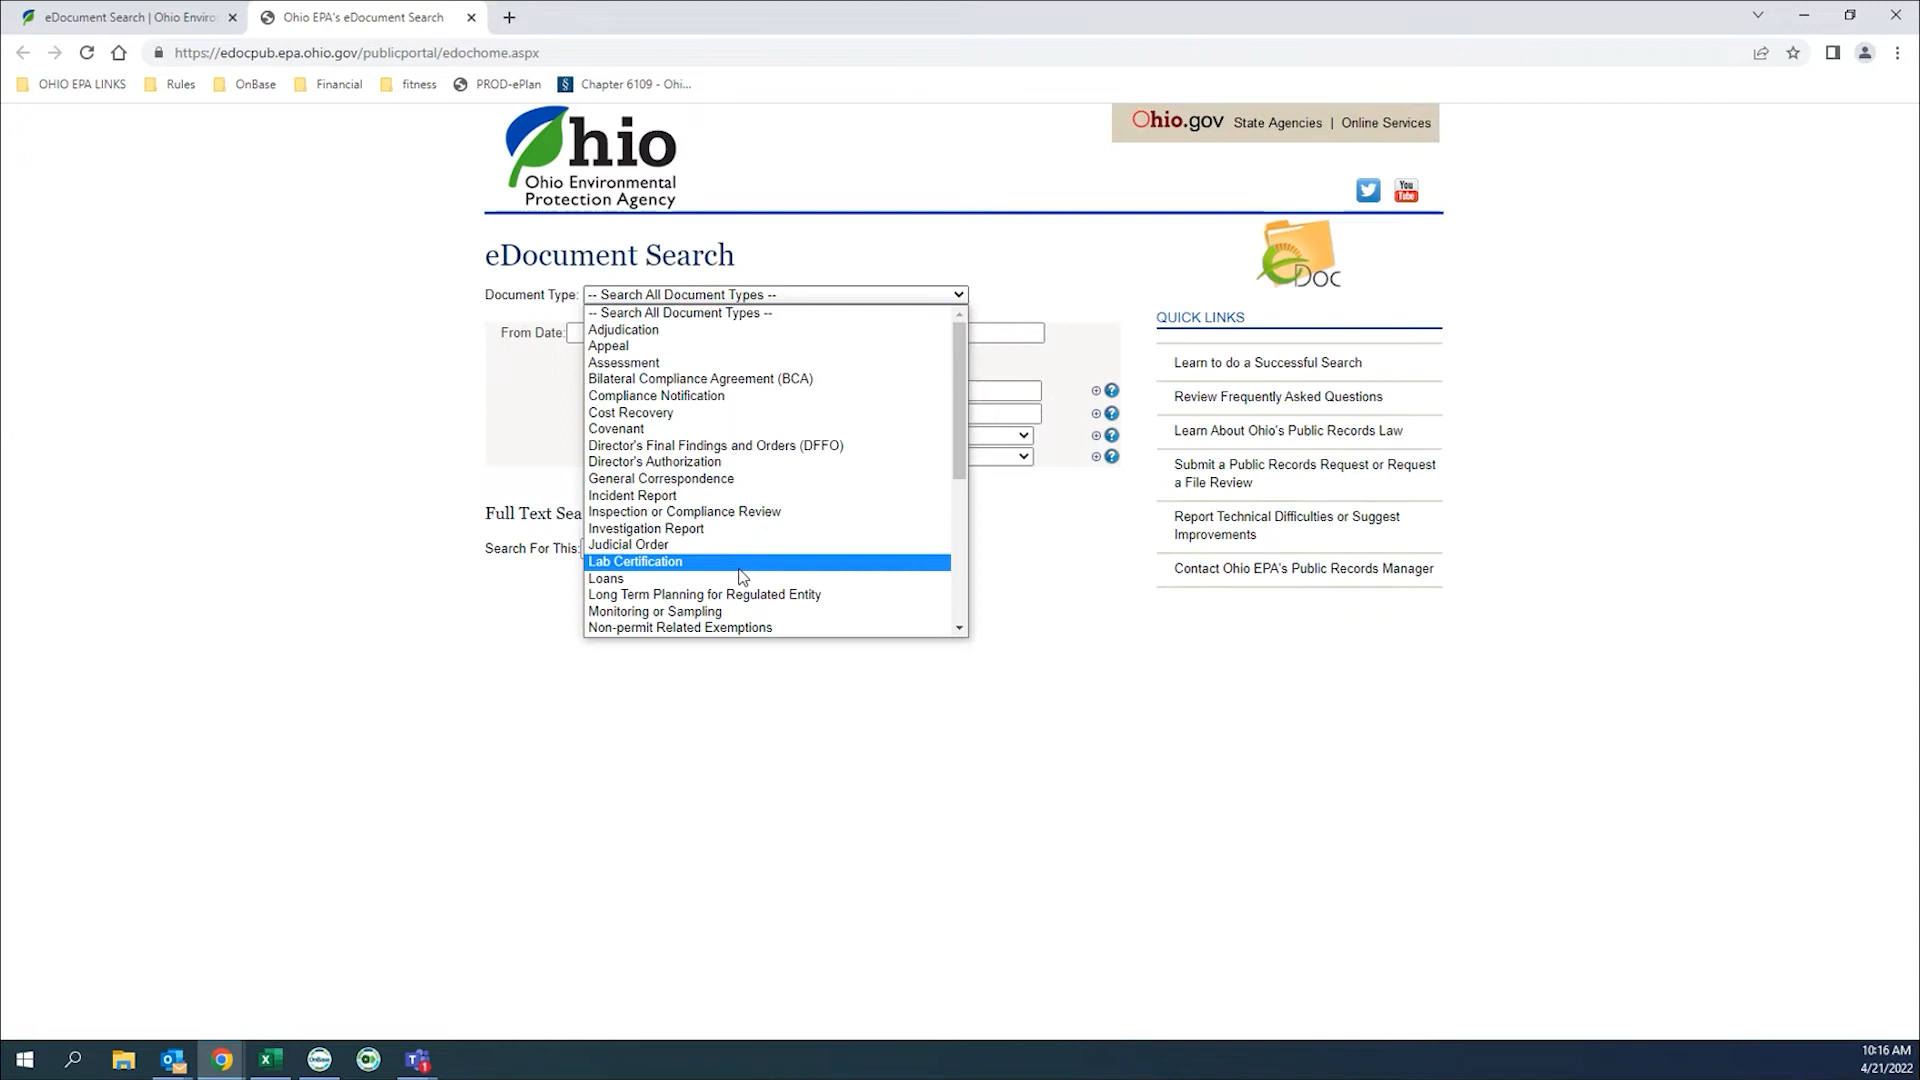 eDocument Search | Ohio Enviro
Ohio EPA's eDocument Search
https://edocpub.epa.ohio.gov/publicportal/edochome.aspx
OHIO EPA LINKS
Rules
OnBase
Financial
fitness
PROD-ePlan
§
Chapter 6109 - Ohi...
Ohio
Ohio Environmental
Protection Agency
Ohio.gov State Agencies | Online Services
You
Tube
eDocument Search
eDoc
Document Type: -- Search All Document Types --
-- Search All Document Types --
From Date:
Adjudication
Appeal
Assessment
Bilateral Compliance Agreement (BCA)
Compliance Notification
Cost Recovery
Covenant
Director's Final Findings and Orders (DFFO)
Director's Authorization
General Correspondence
Incident Report
Inspection or Compliance Review
Investigation Report
Judicial Order
Lab Certification
Loans
Long Term Planning for Regulated Entity
Monitoring or Sampling
Non-permit Related Exemptions
Full Text Sea
Search For This:
QUICK LINKS
Learn to do a Successful Search
Review Frequently Asked Questions
Learn About Ohio's Public Records Law
Submit a Public Records Request or Request
a File Review
Report Technical Difficulties or Suggest
Improvements
Contact Ohio EPA's Public Records Manager
OnBase
10:16 AM
4/21/2022